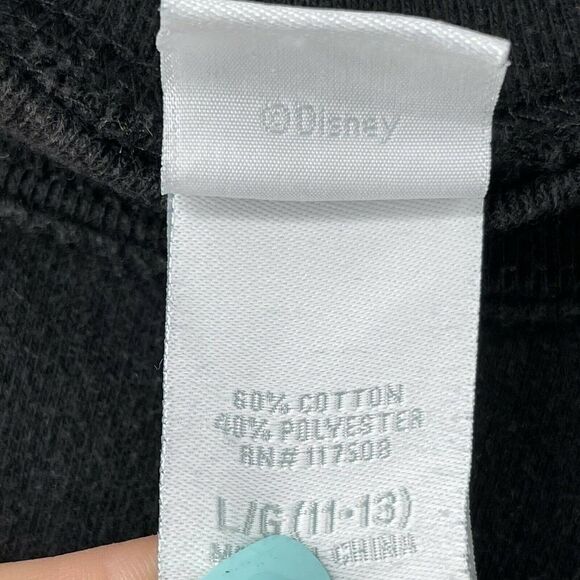 ©Disney
60% COTTON
40% POLYESTER
RN# 117508
L/G (11-13)
CHINA